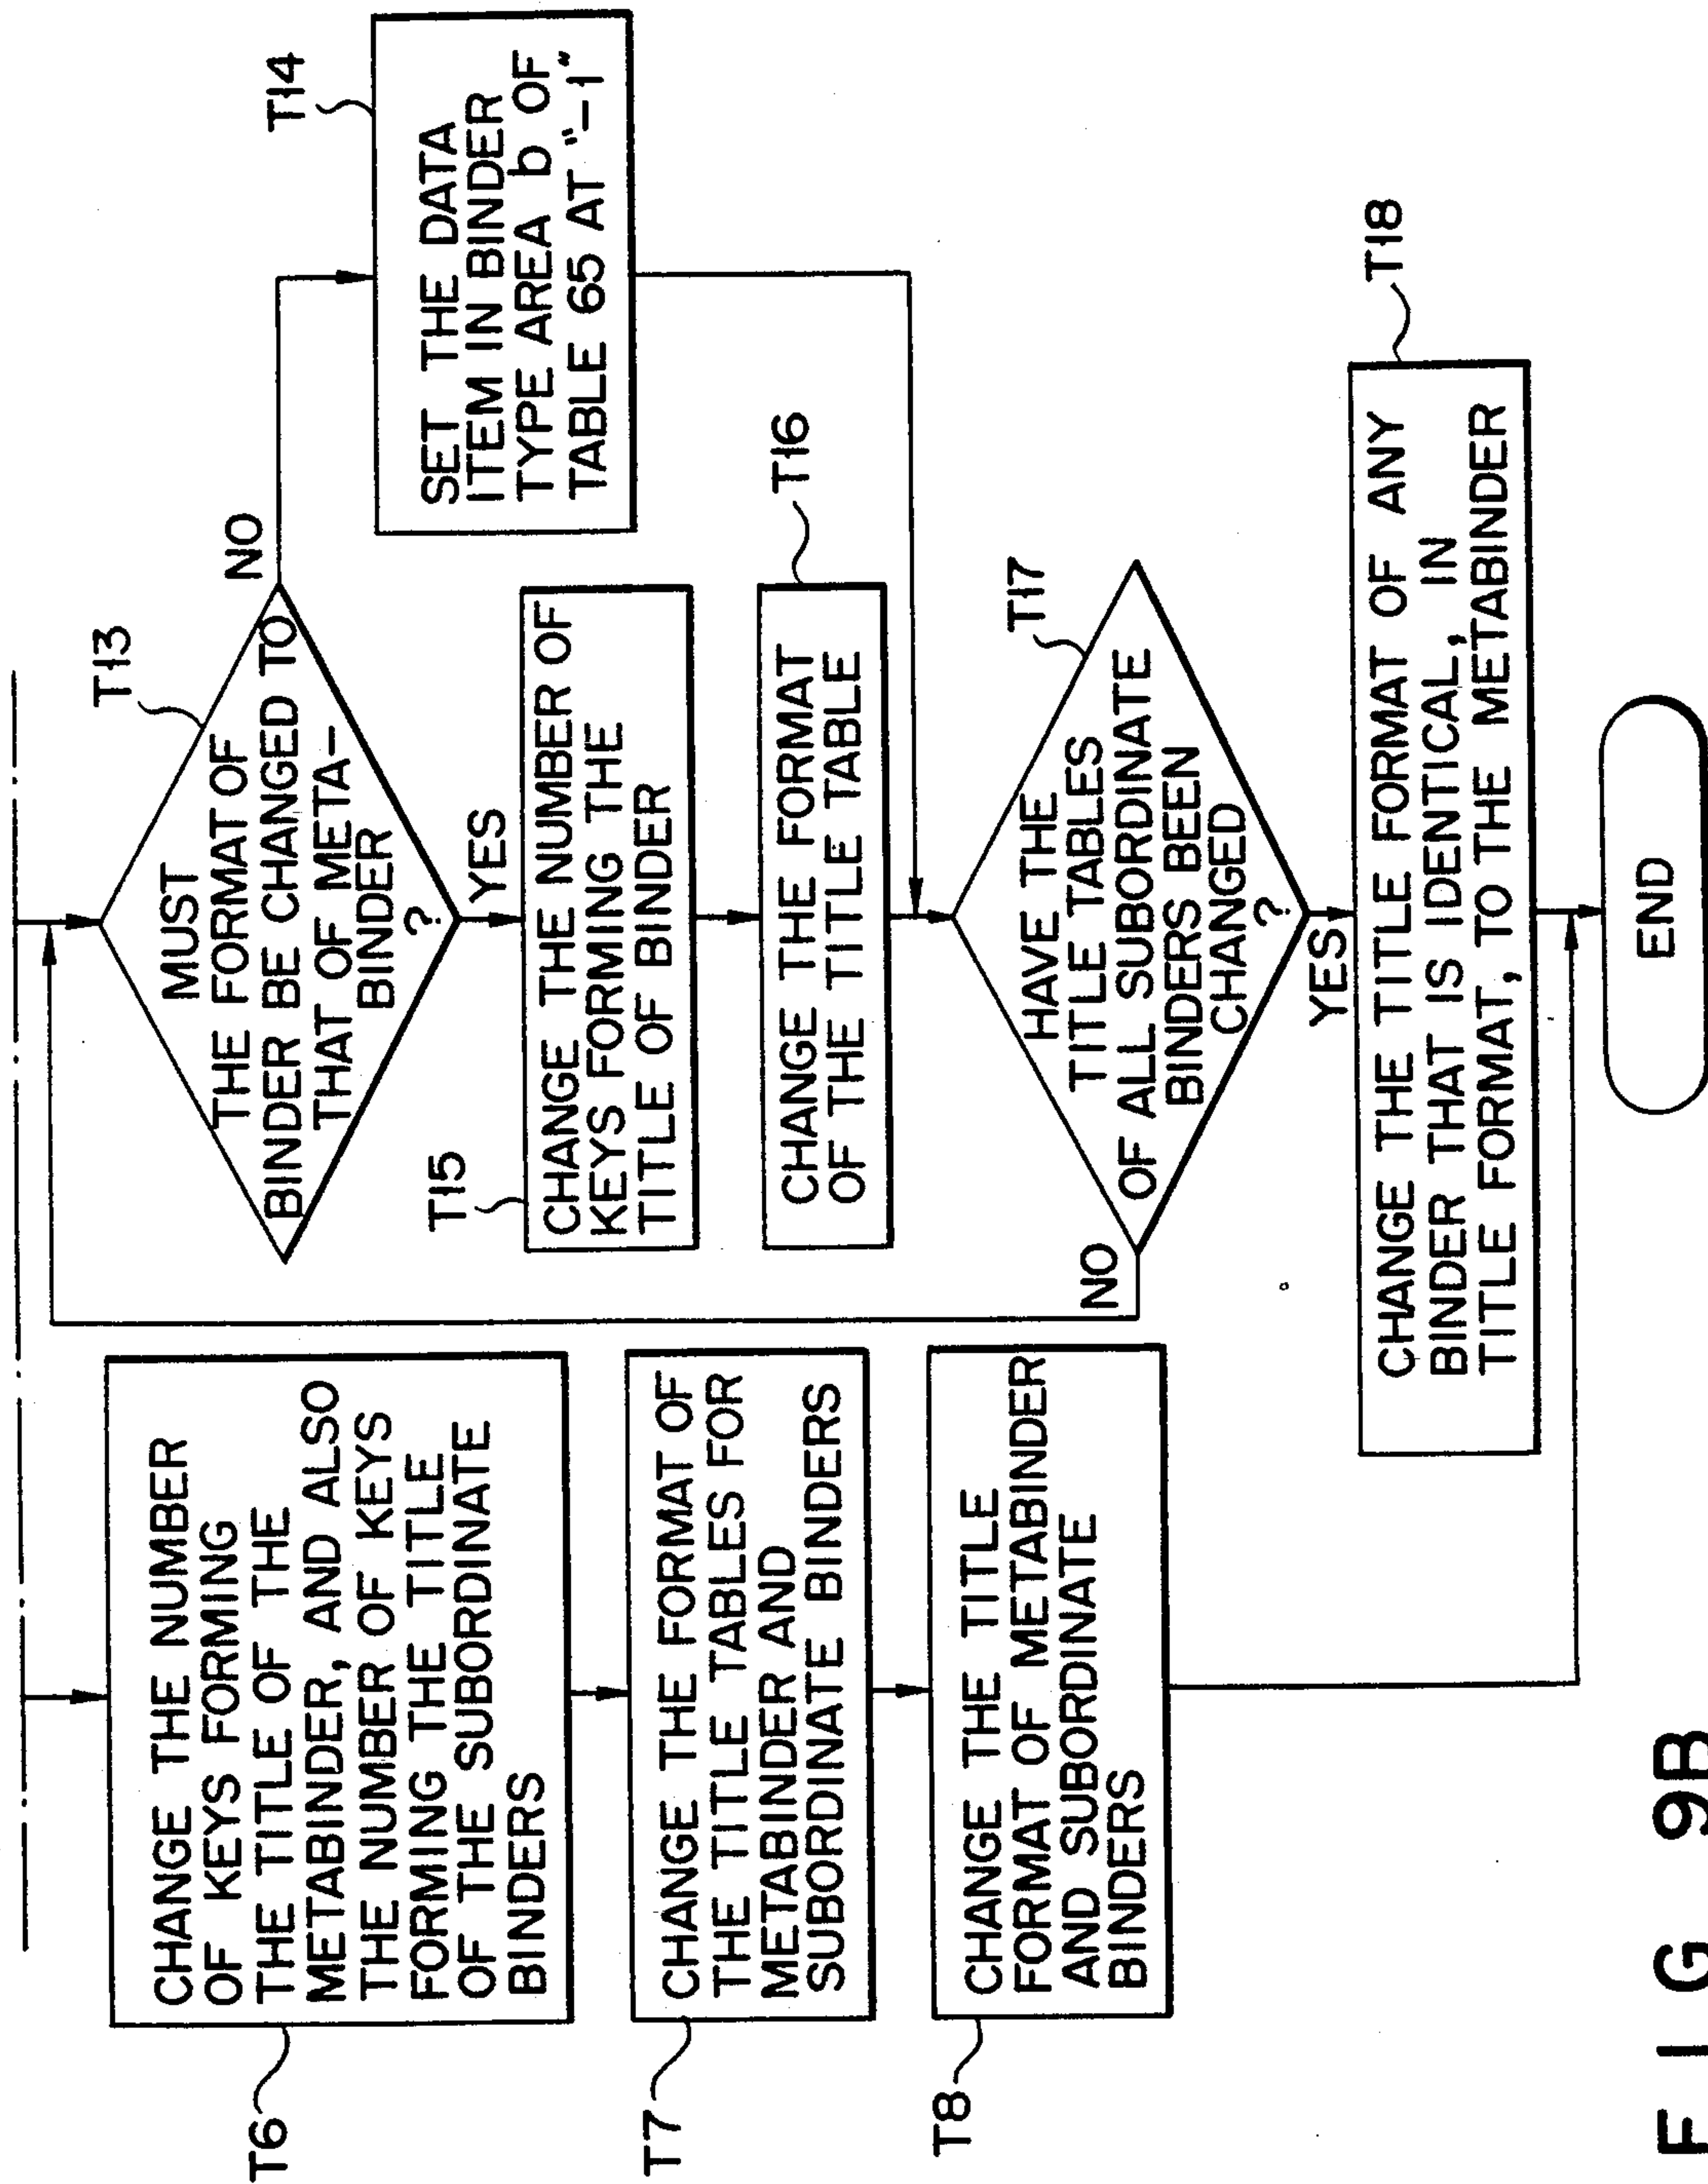 T6
CHANGE THE NUMBER
OF KEYS FORMING
THE TITLE OF THE
METABINDER, AND ALSO
THE NUMBER OF KEYS
FORMING THE TITLE
OF THE SUBORDINATE
BINDERS
T7
CHANGE THE FORMAT OF
THE TITLE TABLES FOR
METABINDER AND
SUBORDINATE BINDERS
T8
CHANGE THE TITLE
FORMAT OF METABINDER
AND SUBORDINATE
BINDERS
T13
MUST
THE FORMAT OF
BINDER BE CHANGED TO
THAT OF META-
BINDER
?
NO
YES
T14
SET THE DATA
ITEM IN BINDER
TYPE AREA b OF
TABLE 65 AT "-1"
T15
CHANGE THE NUMBER OF
KEYS FORMING THE
TITLE OF BINDER
T16
CHANGE THE FORMAT
OF THE TITLE TABLE
T17
HAVE THE
TITLE TABLES
OF ALL SUBORDINATE
BINDERS BEEN
CHANGED
?
NO
YES
T18
CHANGE THE TITLE FORMAT OF ANY
BINDER THAT IS IDENTICAL, IN
TITLE FORMAT, TO THE METABINDER
END
FIG 9B